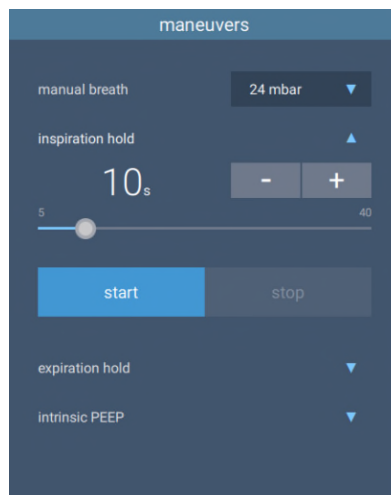 maneuvers
manual breath 24 mbar ▼
inspiration hold ▲
10s - +
5 40
start stop
expiration hold ▼
intrinsic PEEP ▼